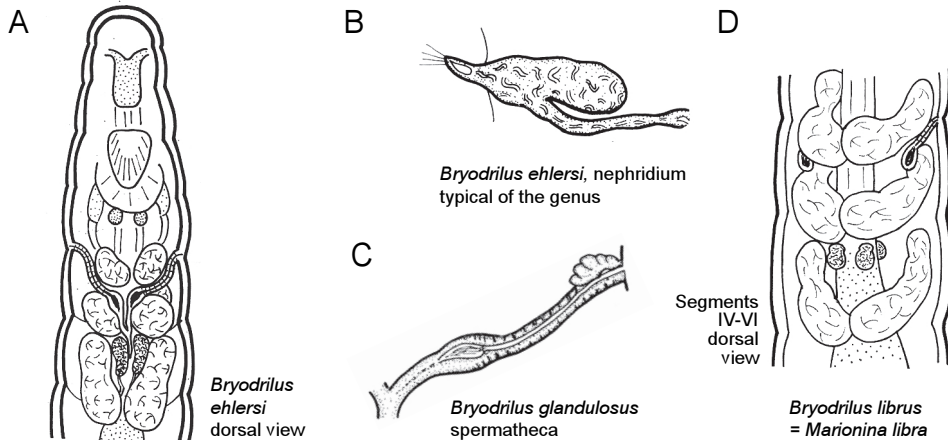 A
Bryodrilus
ehlersi
dorsal view
B
Bryodrilus ehlersi, nephridium
typical of the genus
C
Bryodrilus glandulosus
spermatheca
D
Segments
IV-VI
dorsal
view
Bryodrilus librus
= Marionina libra